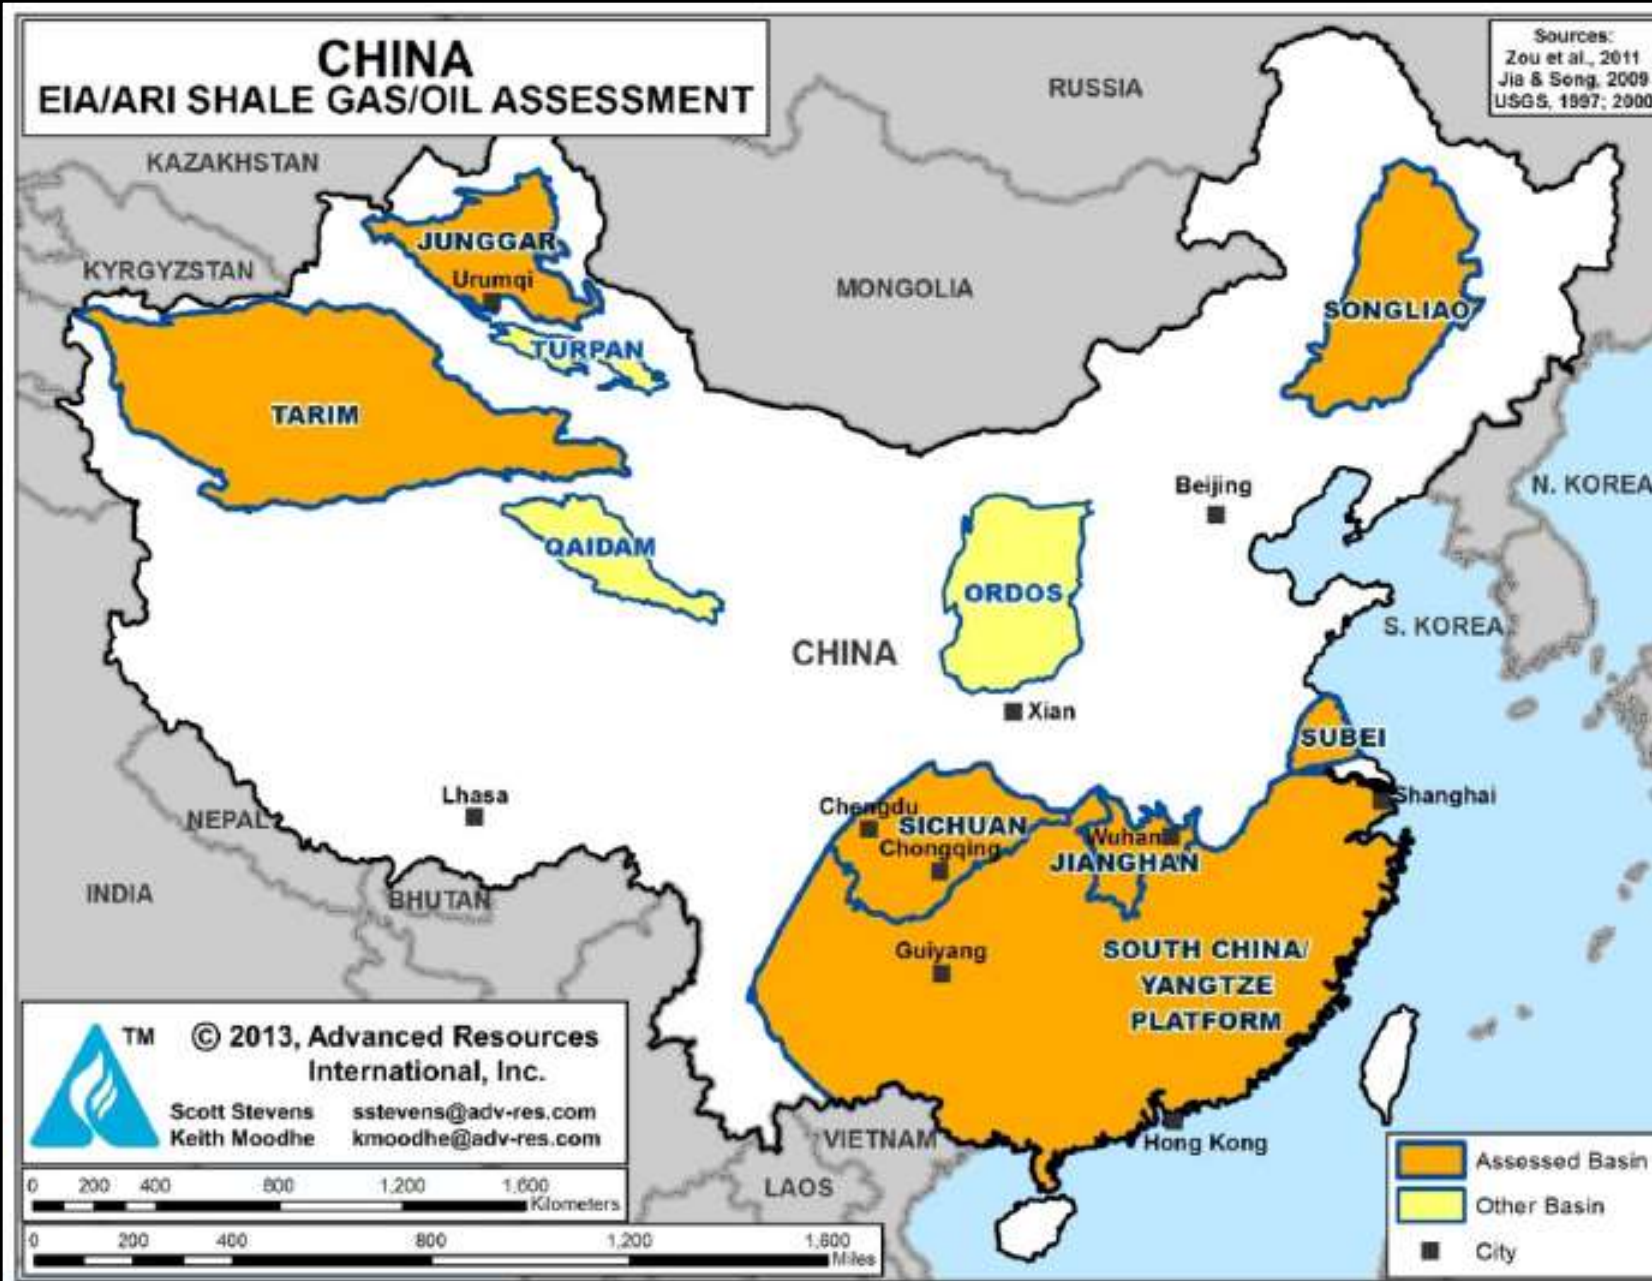 CHINA
EIA/ARI SHALE GAS/OIL ASSESSMENT
Sources:
Zou et al., 2011
Jia & Song, 2009
USGS, 1997; 2000
RUSSIA
KAZAKHSTAN
KYRGYZSTAN
MONGOLIA
JUNGGAR
Urumqi
TURPAN
SONGLIAO
TARIM
Beijing
N. KOREA
QAIDAM
ORDOS
S. KOREA
CHINA
Xian
SUBEI
Lhasa
Shanghai
Chengdu
SICHUAN
Wuhan
Chongqing
JIANGHAN
NEPAL
INDIA
BHUTAN
Guiyang
SOUTH CHINA/
YANGTZE
PLATFORM
TM
© 2013, Advanced Resources
International, Inc.
Scott Stevens sstevens@adv-res.com
Keith Moodhe kmoodhe@adv-res.com
VIETNAM
LAOS
Hong Kong
0 200 400 800 1,200 1,600
Kilometers
0 200 400 800 1,200 1,600
Miles
Assessed Basin
Other Basin
City